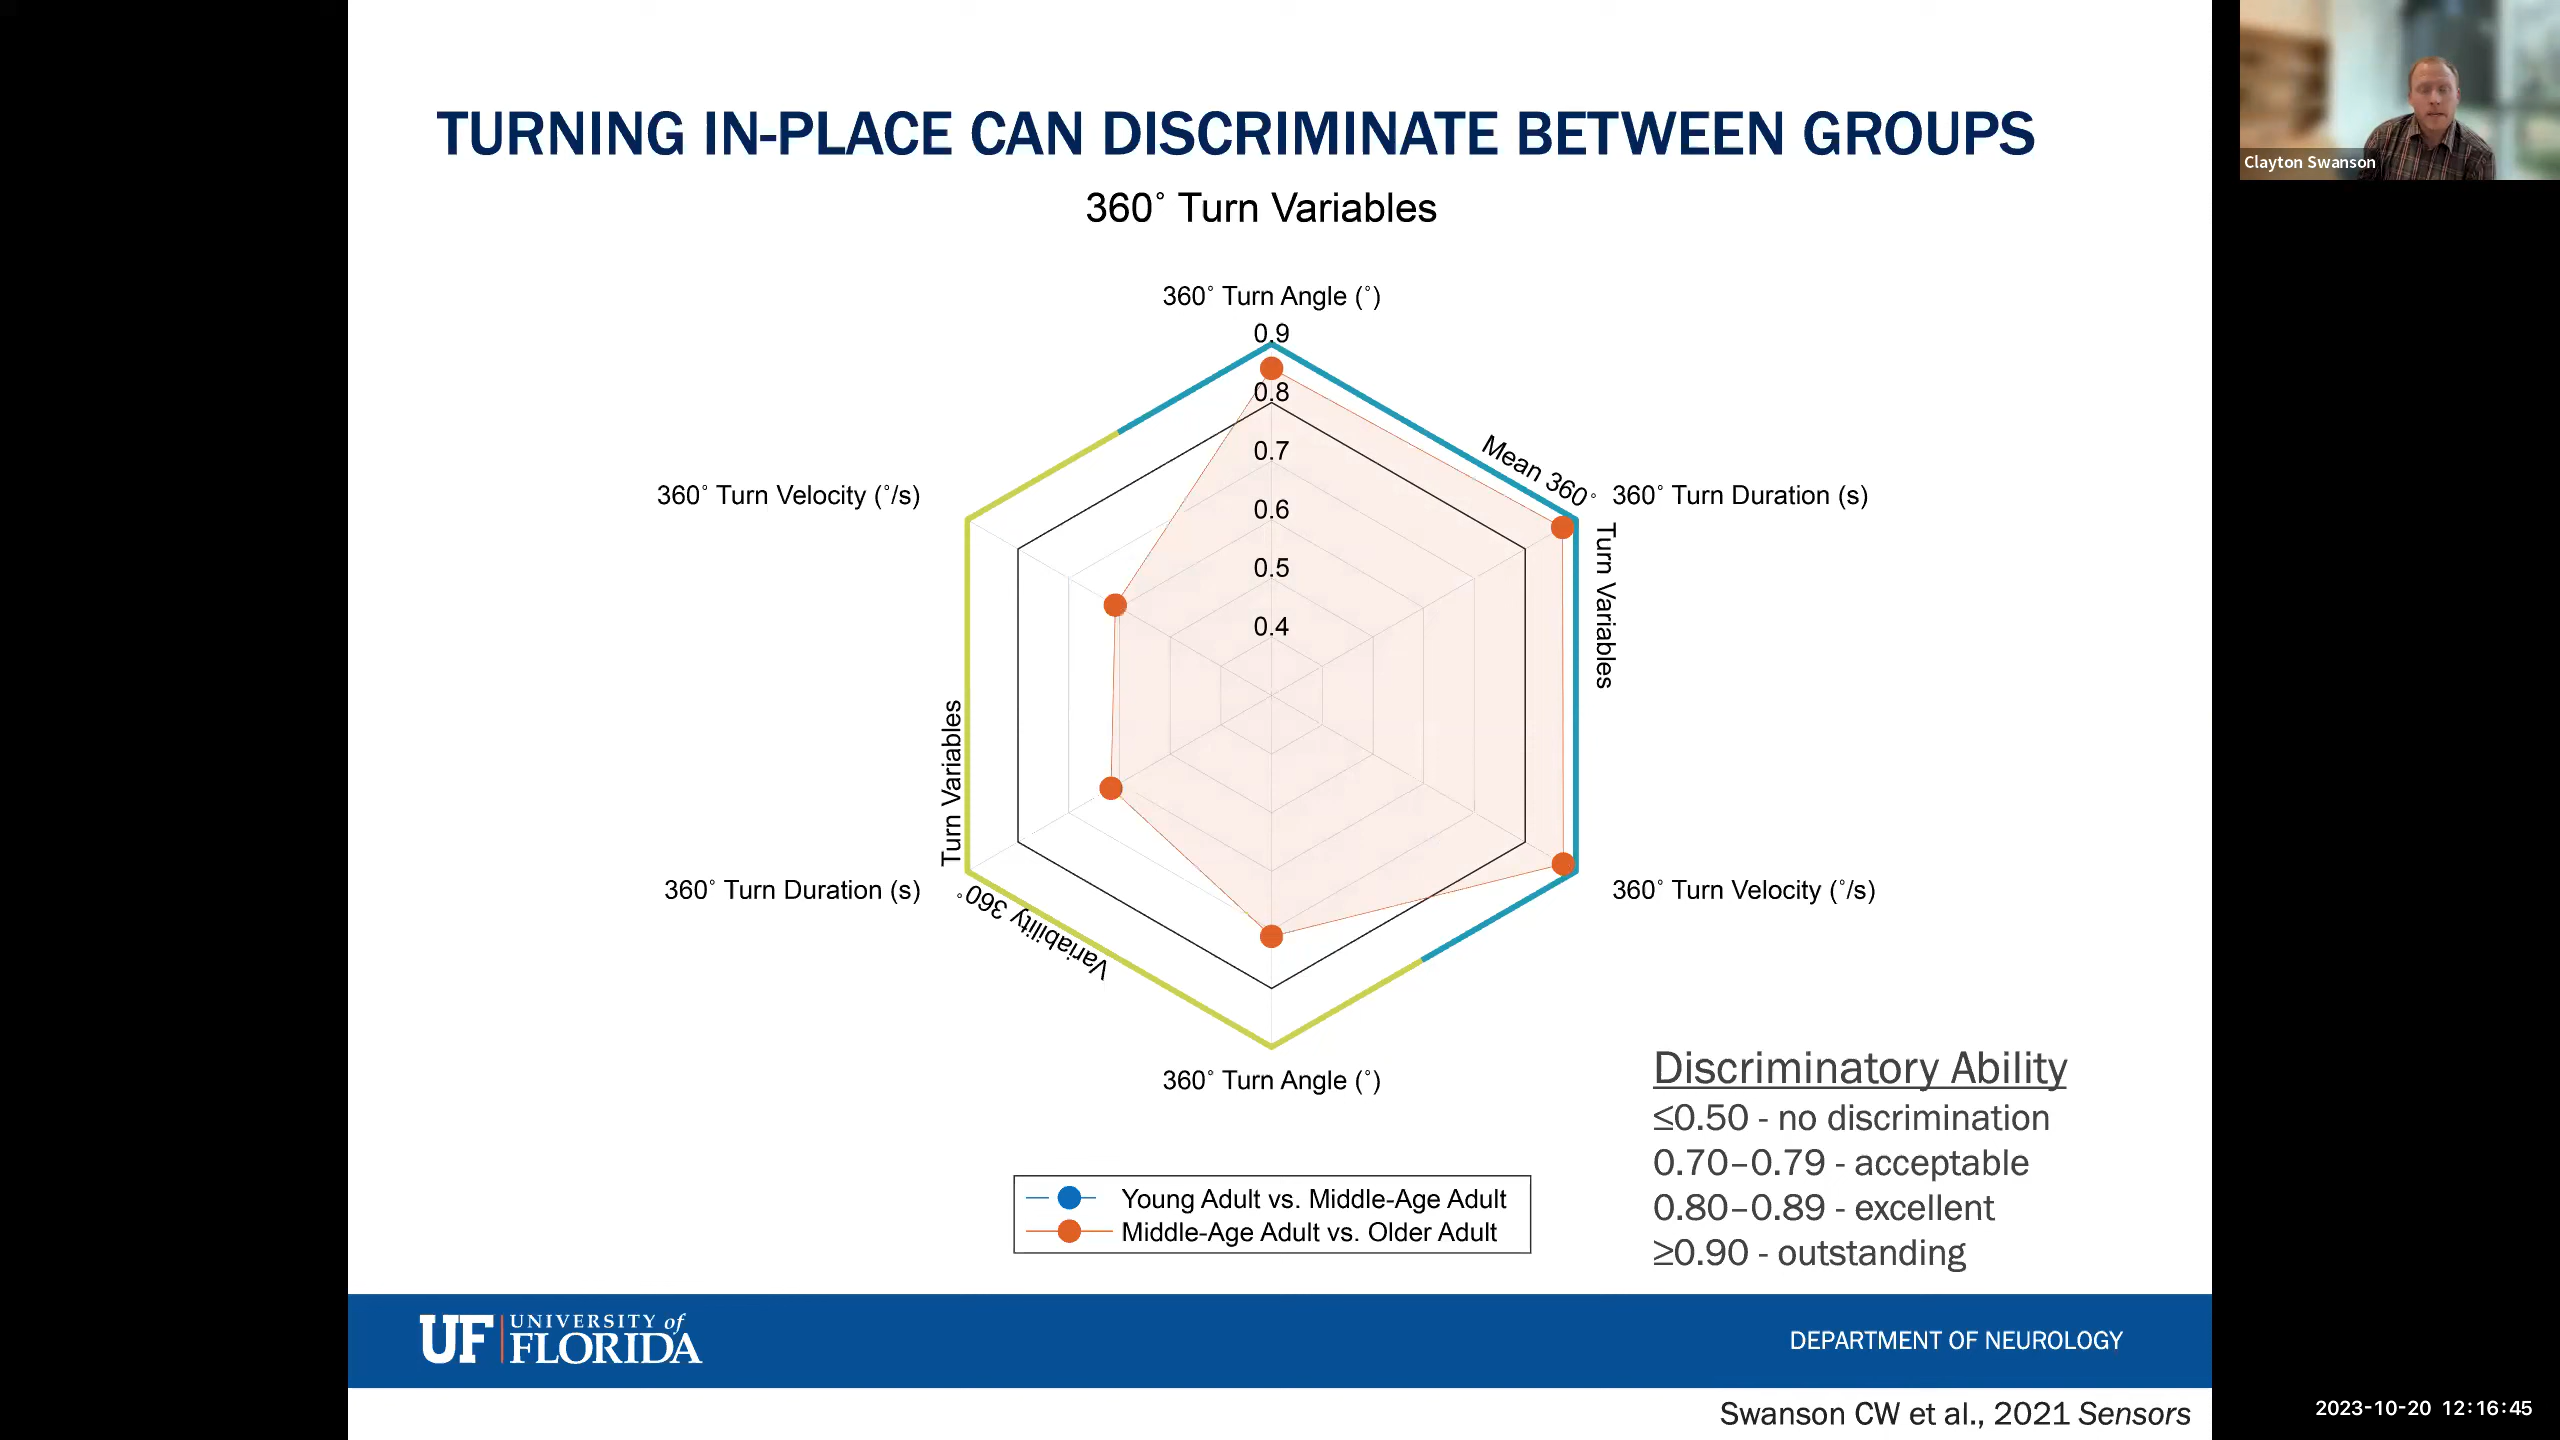 TURNING IN-PLACE CAN DISCRIMINATE BETWEEN GROUPS
Clayton Swanson
360° Turn Variables
360° Turn Angle (°)
0.9
0.8
0.7
0.6
0.5
0.4
Mean 360°
Turn Variables
360° Turn Velocity (°/s)
360° Turn Duration (s)
Turn Variables
Variability 360°
360° Turn Duration (s)
360° Turn Velocity (°/s)
360° Turn Angle (°)
Discriminatory Ability
≤0.50 - no discrimination
0.70–0.79 - acceptable
0.80–0.89 - excellent
≥0.90 - outstanding
Young Adult vs. Middle-Age Adult
Middle-Age Adult vs. Older Adult
UF UNIVERSITY of
FLORIDA
DEPARTMENT OF NEUROLOGY
Swanson CW et al., 2021 Sensors
2023-10-20 12:16:45